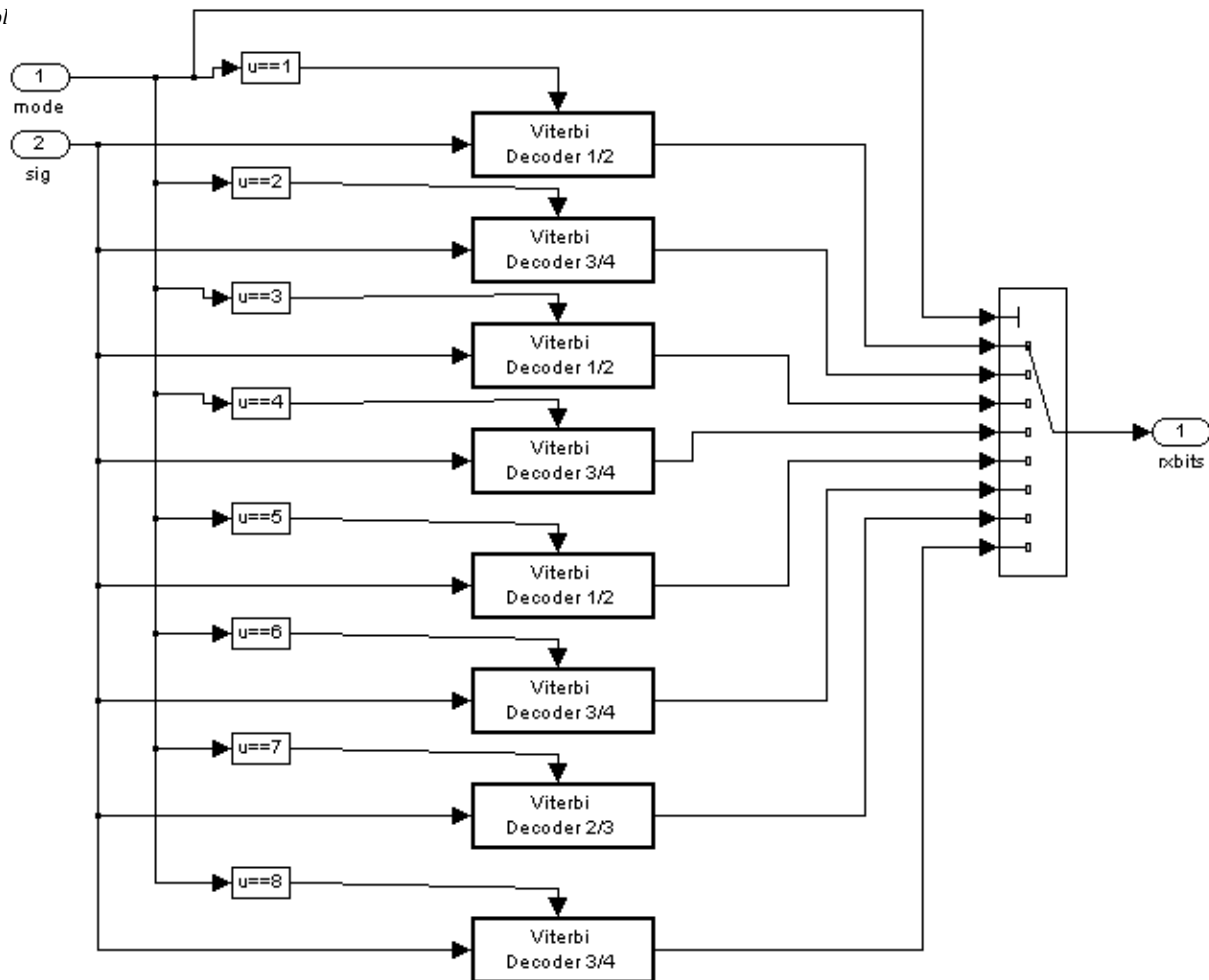 ol
1
mode
2
sig
u==1
Viterbi
Decoder 1/2
u==2
Viterbi
Decoder 3/4
u==3
Viterbi
Decoder 1/2
u==4
Viterbi
Decoder 3/4
u==5
Viterbi
Decoder 1/2
u==6
Viterbi
Decoder 3/4
u==7
Viterbi
Decoder 2/3
u==8
Viterbi
Decoder 3/4
1
rxbits